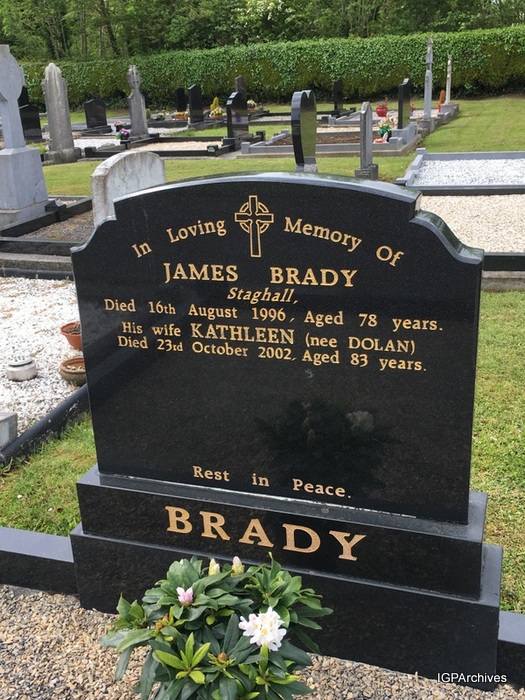 In Loving Memory Of
JAMES BRADY
Staghall,
Died 16th August 1996, Aged 78 years.
His wife KATHLEEN (nee DOLAN)
Died 23rd October 2002, Aged 83 years.
Rest in Peace.
BRADY
IGPArchives